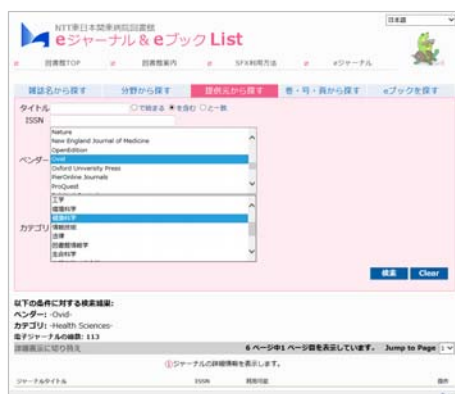 日本語
NTT東日本関東病院図書館
eジャーナル & eブック List
図書館TOP 図書館案内 SFX利用方法 eジャーナル
雑誌名から探す 分野から探す 提供元から探す 巻・号・頁から探す eブックを探す
タイトル で始まる を含む と一致
ISSN
Nature
New England Journal of Medicine
OpenEdition
ベンダー Ovid
Oxford University Press
PierOnline Journals
ProQuest
工学
環境科学
健康科学
カテゴリ 情報技術
法律
図書館情報学
生命科学
検索 Clear
以下の条件に対する検索結果:
ベンダー: -Ovid-
カテゴリ: -Health Sciences-
電子ジャーナルの総数: 113
詳細表示に切り替え 6 ページ中1 ページ目を表示しています。 Jump to Page 1
ジャーナルの詳細情報を表示します。
ジャーナルタイトル ISSN 利用可能 操作